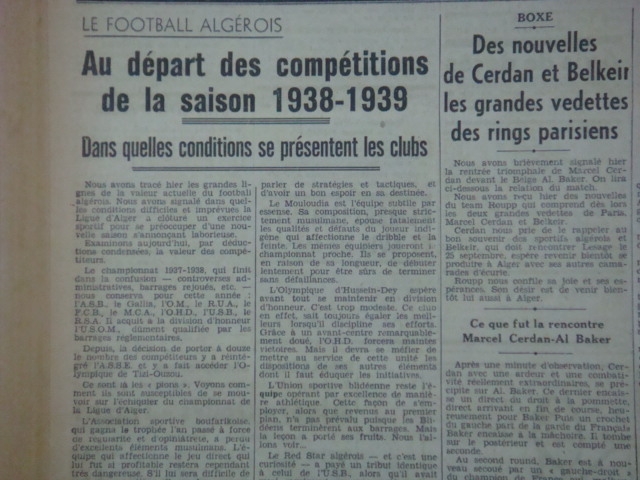 LE FOOTBALL ALGÉROIS
Au départ des compétitions
de la saison 1938-1939
Dans quelles conditions se présentent les clubs
Nous avons tracé hier les grandes li-
gnes de la valeur actuelle du football
algérois. Nous avons signalé dans quel-
les conditions difficiles et imprévues la
Ligue d'Alger a clôturé un exercice
sportif pour se préoccuper d'une nou-
velle saison s'annonçant laborieuse.
Examinons aujourd'hui, par déduc-
tions condensées, la valeur des compé-
titeurs.
Le championnat 1937-1938, qui finit
dans la confusion — controverses ad-
ministratives, barrages rejoués, etc. —
nous conserva pour cette année :
l'A.S.B., le Gallia, l'O.M., le R.U.A., le
F.C.B., le M.C.A., l'O.H.D., l'U.S.B., le
R.S.A. Il acquit à la division d'honneur
l'U.S.O.M., dûment qualifiée par les
barrages réglementaires.
Depuis, la décision de porter à douze
le nombre des compétiteurs y a réinté-
gré l'A.S.S.E. et y a fait accéder l'O-
lympique de Tizi-Ouzou.
Ce sont là les « pions ». Voyons com-
ment ils sont susceptibles de se mou-
voir sur l'échiquier du championnat de
la Ligue d'Alger.
L'Association sportive boufarikoise,
qui gagna le trophée l'an passé à force
de régularité et d'opiniâtreté, a perdu
d'excellents éléments musulmans. L'é-
quipe qui affectionne le jeu direct qui
lui fut si profitable restera cependant
très dangereuse. S'il lui sera difficile de
parler de stratégies et tactiques, et
d'avoir un bon espoir en sa destinée.
Le Mouloudia est l'équipe subtile par
essence. Sa composition, presque stric-
tement musulmane, épouse fatalement
les qualités et défauts du joueur indi-
gène qui affectionne le dribble et la
feinte. Les mêmes équipiers joueront le
championnat proche. Ils se proposent,
en raison de sa longueur, de débuter
lentement pour être sûrs de terminer
sans défaillances.
L'Olympique d'Hussein-Dey espère
avant tout se maintenir en division
d'honneur. C'est trop modeste. Ce club
en effet, sait toujours égaler les meil-
leurs lorsqu'il discipline ses efforts.
Grâce à un avant-centre remarquable-
ment doué, l'O.H.D. forcera maintes
victoires. Mais il devra se méfier de
mettre au service de cette unité les
dispositions de ses autres éléments
dont il faut éduquer les initiatives.
L'Union sportive blidéenne reste l'é-
quipe opérant par excellence de ma-
nière athlétique. Cette façon de s'em-
ployer, alors que revenus au premier
plan, n'a pas prévalu puisque les Bli-
déens terminèrent aux barrages. Mais
la leçon a porté ses fruits. Nous l'al-
lons voir...
Le Red Star algérois — et c'est une
curiosité — a payé un tribut identique
à celui de l'U.S.B., alors qu'il avait
BOXE
Des nouvelles
de Cerdan et Belkeir
les grandes vedettes
des rings parisiens
Nous avons brièvement signalé hier
la rentrée triomphale de Marcel Cer-
dan devant le Belge Al. Baker. On lira
ci-dessous la relation du match.
Nous avons reçu hier des nouvelles
du team Roupp qui comprend dès lors
les deux grandes vedettes de Paris,
Marcel Cerdan et Belkeir.
Cerdan nous prie de le rappeler au
bon souvenir des sportifs algérois et
Belkeir, qui doit rencontrer Lesage le
25 septembre, espère revenir bientôt se
produire à Alger avec ses autres cama-
rades d'écurie.
Roupp nous confie sa joie et ses es-
pérances. Son désir est de venir bien-
tôt lui aussi à Alger.
Ce que fut la rencontre
Marcel Cerdan-Al Baker
Après une minute d'observation, Cer-
dan avec une ardeur et une combati-
vité réellement extraordinaires, se pré-
cipite sur Al. Baker. Ce dernier encais-
se un direct du droit à la pommette,
direct arrivant en fin de course, heu-
reusement pour Baker. Puis un crochet
du gauche part de la garde du Français
Baker encaisse à la mâchoire. Il tombe
sur le postérieur et est compté une
seconde.
Au second round, Baker est à nou-
veau secoué par un « gauche-droit »
du champion de France qui